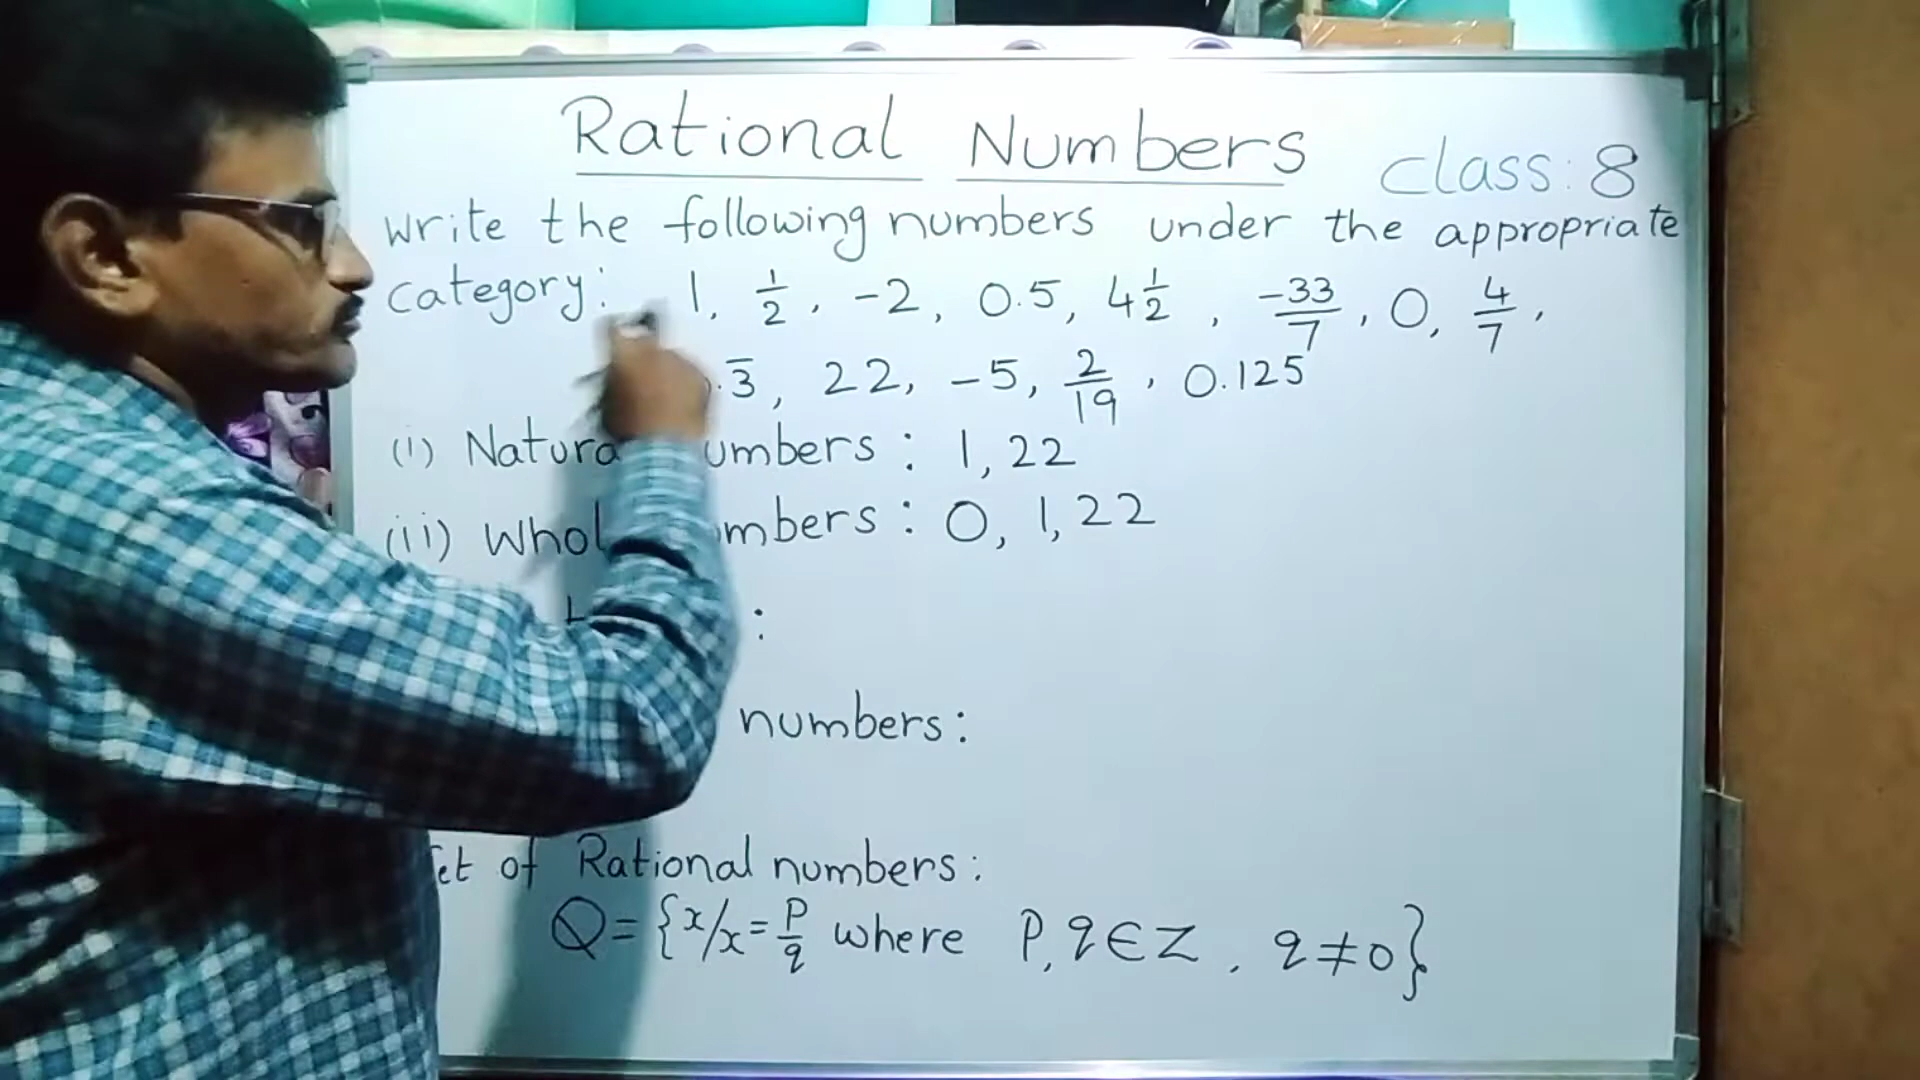 Rational Numbers
class: 8
write the following numbers under the appropriate
category: 1, 1/2, -2, 0.5, 4 1/2, -33/7, 0, 4/7,
.3̅, 22, -5, 2/19, 0.125
(i) Natura umbers: 1, 22
(ii) Whol mbers: 0, 1, 22
:
numbers:
et of Rational numbers:
Q = {x/x = P/q where P, q ∈ Z, q ≠ 0}